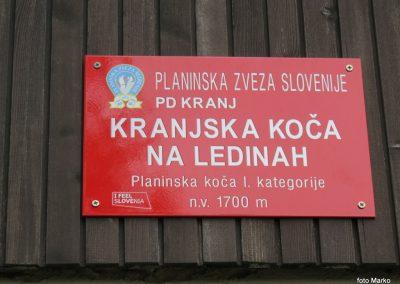 PLANINSKA ZVEZA SLOVENIJE
PD KRANJ
KRANJSKA KOČA
NA LEDINAH
Planinska koča I. kategorije
n.v. 1700 m
I FEEL
SLOVENIA
foto Marko